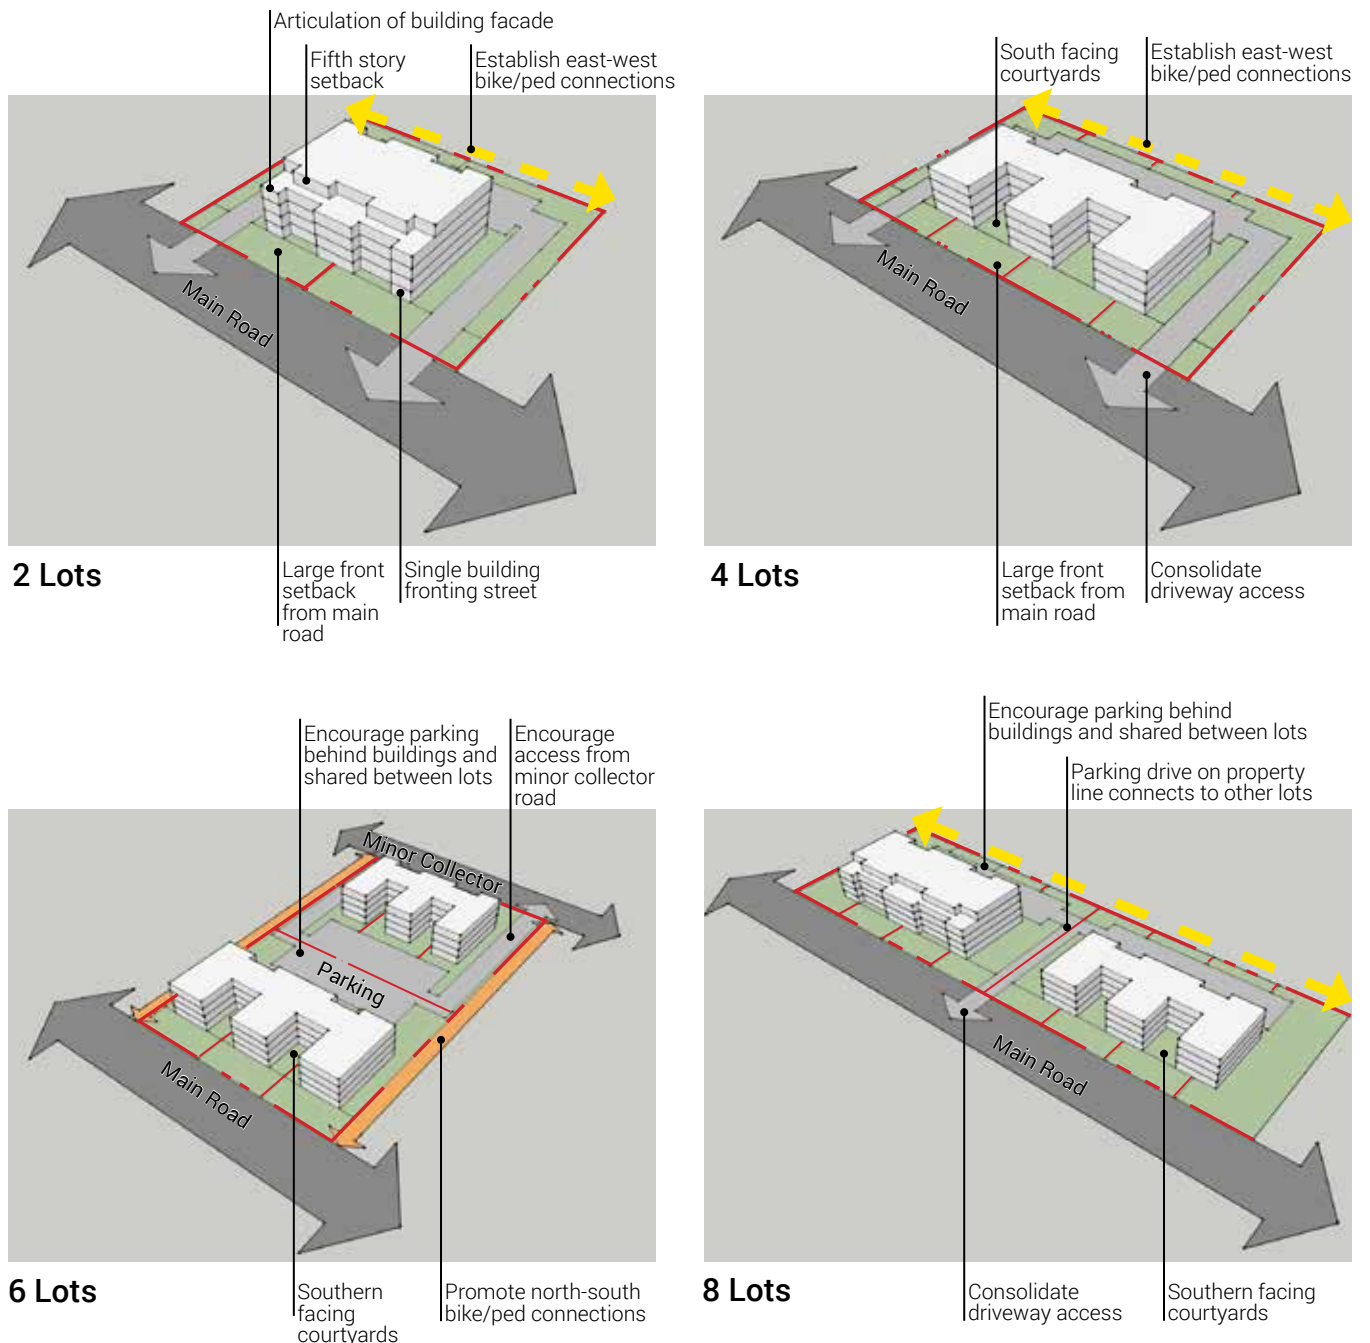 Articulation of building facade
Fifth story
setback
Establish east-west
bike/ped connections
Main Road
2 Lots
Large front
setback
from main
road
Single building
fronting street
South facing
courtyards
Establish east-west
bike/ped connections
Main Road
4 Lots
Large front
setback from
main road
Consolidate
driveway access
Encourage parking
behind buildings and
shared between lots
Encourage
access from
minor collector
road
Minor Collector
Parking
Main Road
6 Lots
Southern
facing
courtyards
Promote north-south
bike/ped connections
Encourage parking behind
buildings and shared between lots
Parking drive on property
line connects to other lots
Main Road
8 Lots
Consolidate
driveway access
Southern facing
courtyards